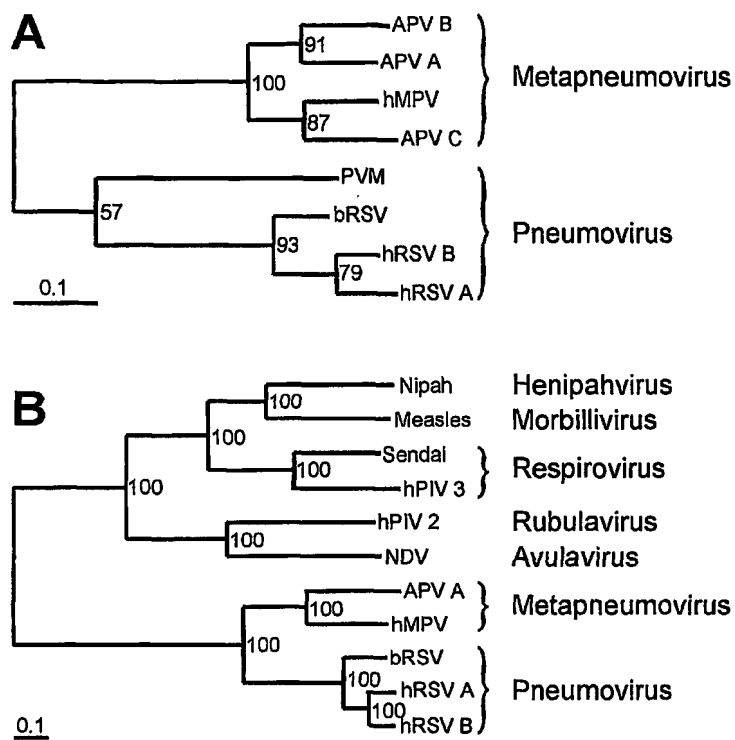 A
APV B
91
APV A
100
hMPV
87
APV C
Metapneumovirus
PVM
57
bRSV
93
hRSV B
79
hRSV A
Pneumovirus
0.1
B
Nipah Henipahvirus
100
Measles Morbillivirus
100
Sendai
100
hPIV 3
Respirovirus
100
hPIV 2 Rubulavirus
100
NDV Avulavirus
APV A
100
hMPV
Metapneumovirus
100
bRSV
100
hRSV A
100
hRSV B
Pneumovirus
0.1